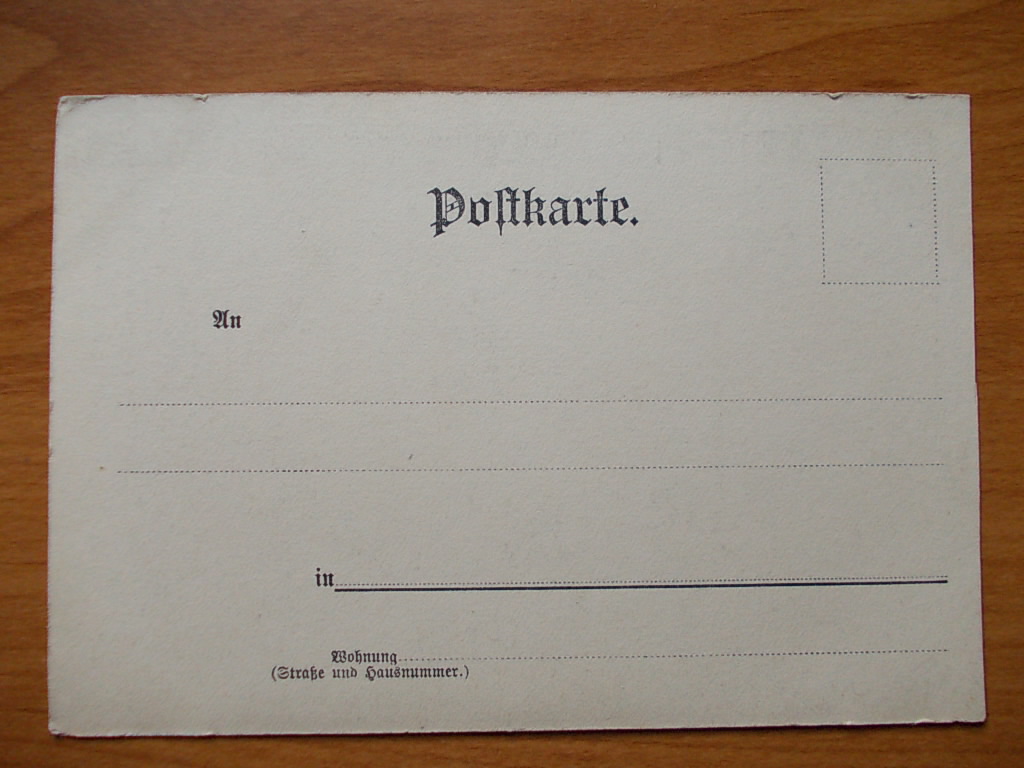 Postkarte.
An
in
Wohnung
(Straße und Hausnummer.)